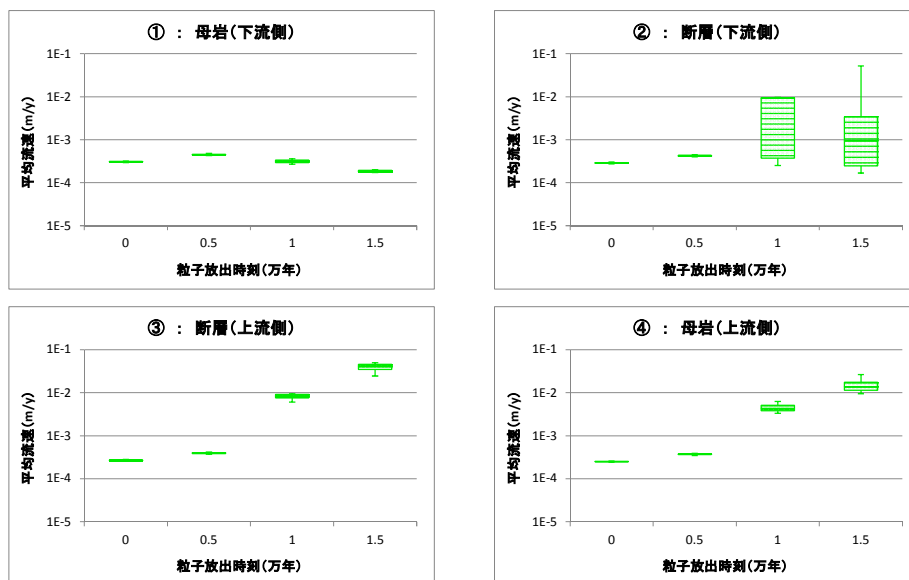 ① : 母岩(下流側)
1E-1
1E-2
1E-3
1E-4
1E-5
平均流速(m/y)
0 0.5 1 1.5
粒子放出時刻(万年)
② : 断層(下流側)
1E-1
1E-2
1E-3
1E-4
1E-5
平均流速(m/y)
0 0.5 1 1.5
粒子放出時刻(万年)
③ : 断層(上流側)
1E-1
1E-2
1E-3
1E-4
1E-5
平均流速(m/y)
0 0.5 1 1.5
粒子放出時刻(万年)
④ : 母岩(上流側)
1E-1
1E-2
1E-3
1E-4
1E-5
平均流速(m/y)
0 0.5 1 1.5
粒子放出時刻(万年)